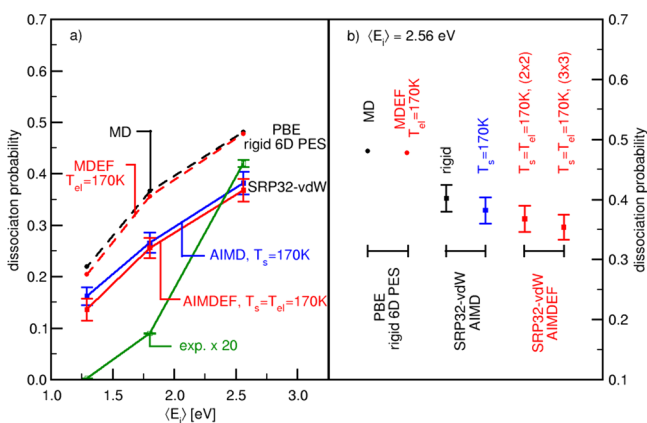 a)
0.7
0.6
0.5
0.4
0.3
0.2
0.1
0.0
dissociaton probability
1.0
1.5
2.0
2.5
3.0
⟨Ei⟩ [eV]
MD
MDEF
Tel=170K
PBE
rigid 6D PES
SRP32-vdW
AIMD, Ts=170K
AIMDEF, Ts=Tel=170K
exp. x 20
b) ⟨Ei⟩ = 2.56 eV
MD
MDEF
Tel=170K
rigid
Ts=170K
Ts=Tel=170K, (2x2)
Ts=Tel=170K, (3x3)
PBE
rigid 6D PES
SRP32-vdW
AIMD
SRP32-vdW
AIMDEF
0.7
0.6
0.5
0.4
0.3
0.2
0.1
dissociation probability